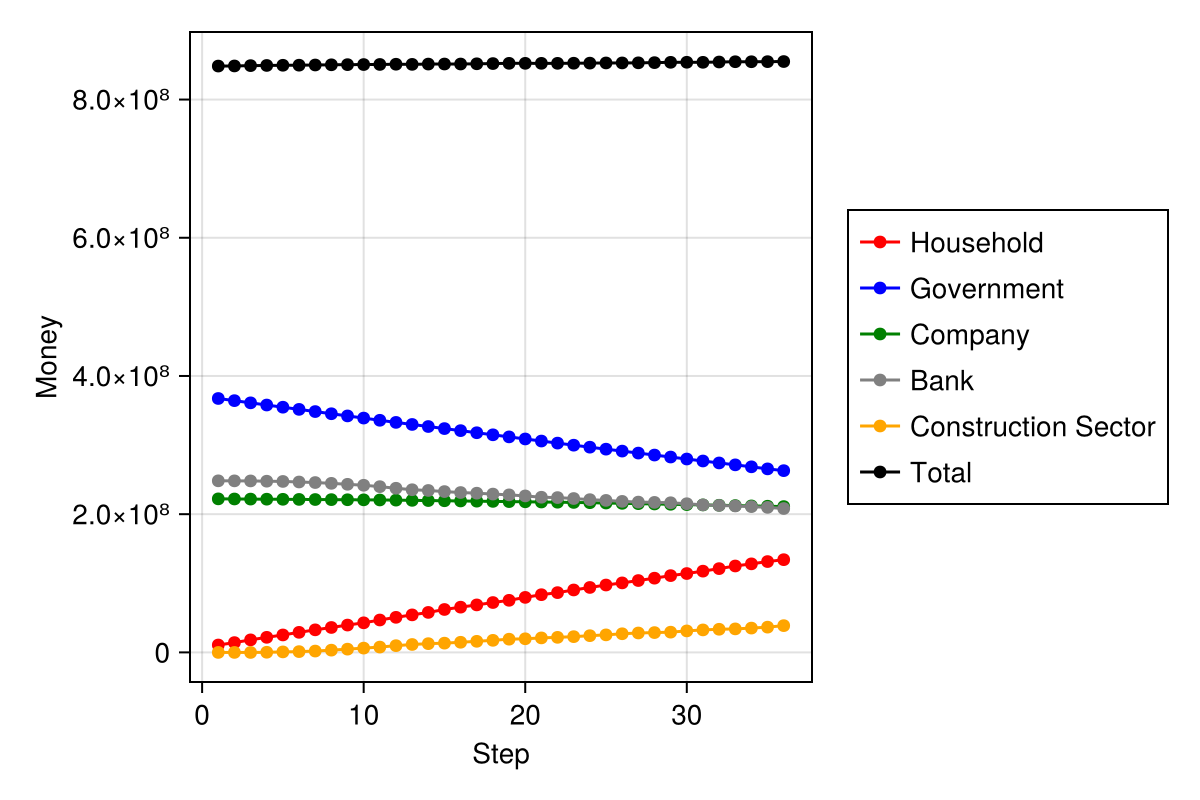 8.0×10⁸
6.0×10⁸
4.0×10⁸
2.0×10⁸
0
Money
0 10 20 30
Step
Household
Government
Company
Bank
Construction Sector
Total